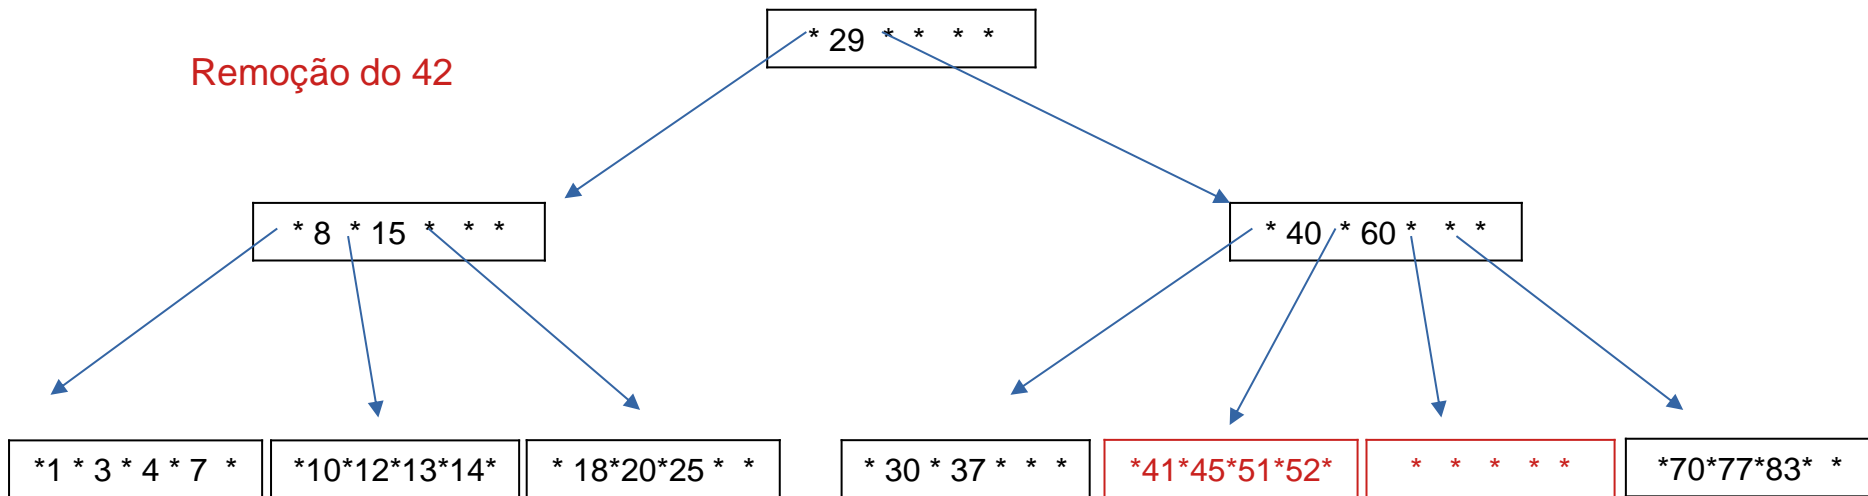 * 29 * * * *
Remoção do 42
* 8 * 15 * * *
* 40 * 60 * * *
*1 * 3 * 4 * 7 *
*10*12*13*14*
* 18*20*25 * *
* 30 * 37 * * *
*41*45*51*52*
* * * * *
*70*77*83* *